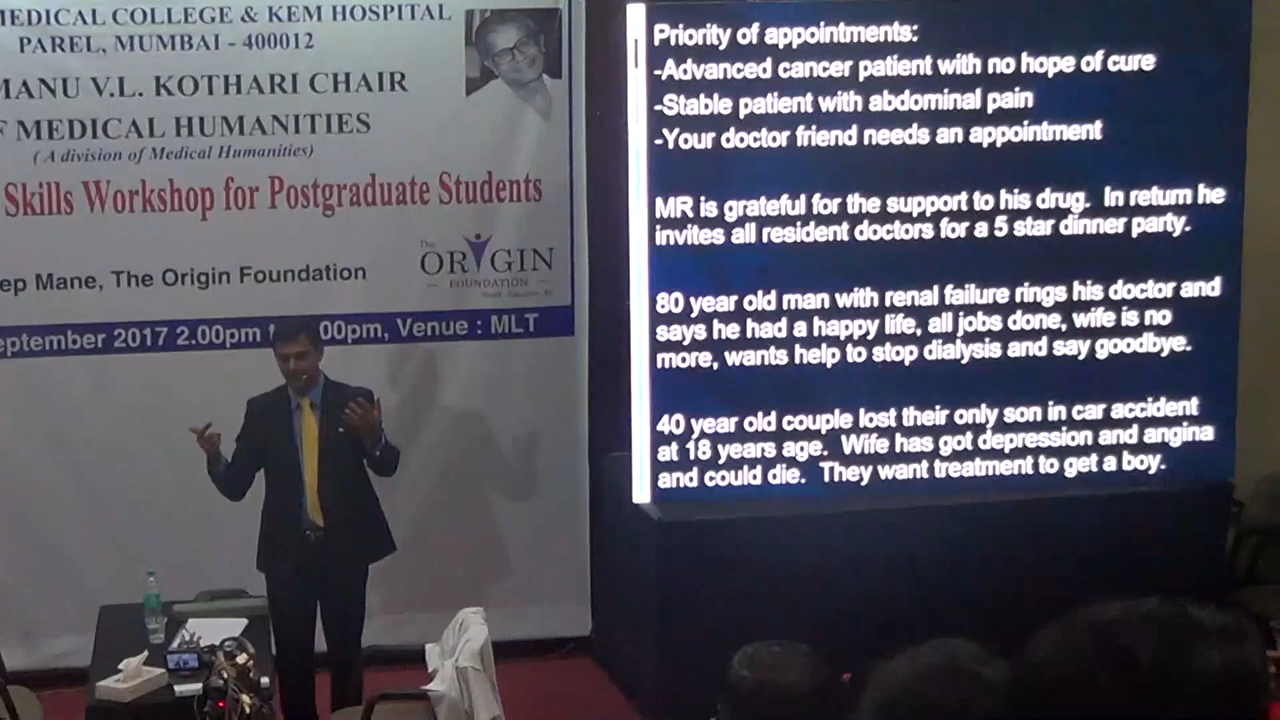 MEDICAL COLLEGE & KEM HOSPITAL
PAREL, MUMBAI - 400012
MANU V.L. KOTHARI CHAIR
F MEDICAL HUMANITIES
( A division of Medical Humanities)
Skills Workshop for Postgraduate Students
The
ORIGIN
FOUNDATION
ep Mane, The Origin Foundation
eptember 2017 2.00pm t 00pm, Venue : MLT
Priority of appointments:
-Advanced cancer patient with no hope of cure
-Stable patient with abdominal pain
-Your doctor friend needs an appointment
MR is grateful for the support to his drug. In return he
invites all resident doctors for a 5 star dinner party.
80 year old man with renal failure rings his doctor and
says he had a happy life, all jobs done, wife is no
more, wants help to stop dialysis and say goodbye.
40 year old couple lost their only son in car accident
at 18 years age. Wife has got depression and angina
and could die. They want treatment to get a boy.